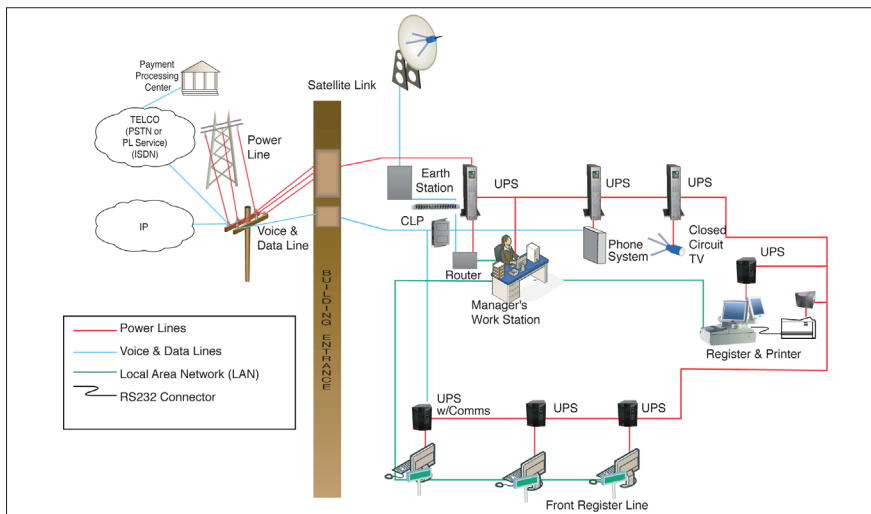 Payment
Processing
Center
TELCO
(PSTN or
PL Service)
(ISDN)
Power
Line
IP
Voice &
Data Line
Satellite Link
BUILDING ENTRANCE
Earth
Station
CLP
Router
UPS
UPS
UPS
Manager's
Work Station
Phone
System
Closed
Circuit
TV
UPS
Register & Printer
Power Lines
Voice & Data Lines
Local Area Network (LAN)
RS232 Connector
UPS
w/Comms
UPS
UPS
Front Register Line